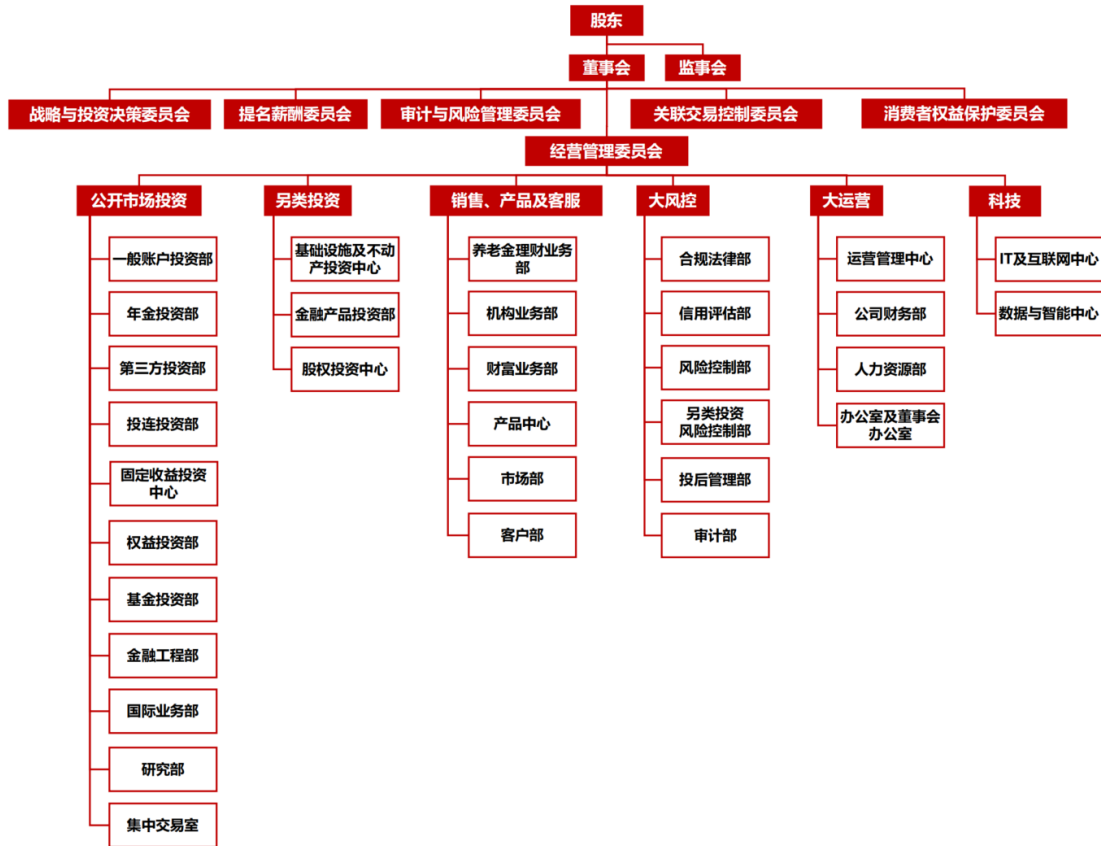 股东
董事会
监事会
战略与投资决策委员会
提名薪酬委员会
审计与风险管理委员会
关联交易控制委员会
消费者权益保护委员会
经营管理委员会
公开市场投资
一般账户投资部
年金投资部
第三方投资部
投连投资部
固定收益投资
中心
权益投资部
基金投资部
金融工程部
国际业务部
研究部
集中交易室
另类投资
基础设施及不动
产投资中心
金融产品投资部
股权投资中心
销售、产品及客服
养老金理财业务
部
机构业务部
财富业务部
产品中心
市场部
客户部
大风控
合规法律部
信用评估部
风险控制部
另类投资
风险控制部
投后管理部
审计部
大运营
运营管理中心
公司财务部
人力资源部
办公室及董事会
办公室
科技
IT及互联网中心
数据与智能中心